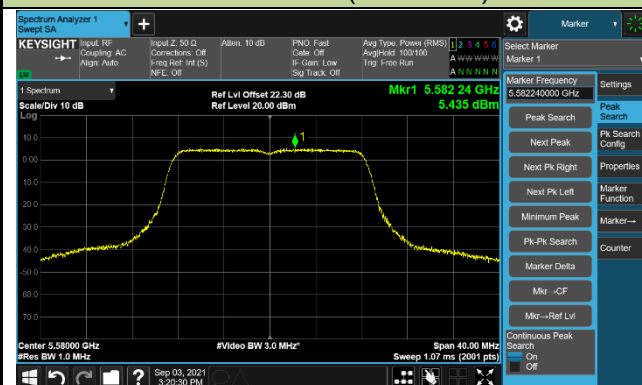 Spectrum Analyzer 1
Swept SA
+
Marker
KEYSIGHT
Input: RF
Coupling: AC
Align: Auto
Input Z: 50 Ω
Corrections: Off
Freq Ref: Int (S)
NFE: Off
Atten: 10 dB
PNO: Fast
Gate: Off
IF Gain: Low
Sig Track: Off
Avg Type: Power (RMS)
Avg|Hold: 100/100
Trig: Free Run
1 2 3 4 5 6
A W W W W W
A N N N N N
Select Marker
Marker 1
1 Spectrum
Scale/Div 10 dB
Log
Ref Lvl Offset 22.30 dB
Ref Level 20.00 dBm
Mkr1 5.582 24 GHz
5.435 dBm
1
10.0
0.00
-10.0
-20.0
-30.0
-40.0
-50.0
-60.0
-70.0
Center 5.58000 GHz
#Res BW 1.0 MHz
#Video BW 3.0 MHz*
Span 40.00 MHz
Sweep 1.07 ms (2001 pts)
Marker Frequency
5.582240000 GHz
Peak Search
Next Peak
Next Pk Right
Next Pk Left
Minimum Peak
Pk-Pk Search
Marker Delta
Mkr→CF
Mkr→Ref Lvl
Continuous Peak
Search
On
Off
Settings
Peak
Search
Pk Search
Config
Properties
Marker
Function
Marker→
Counter
?
Sep 03, 2021
3:20:30 PM